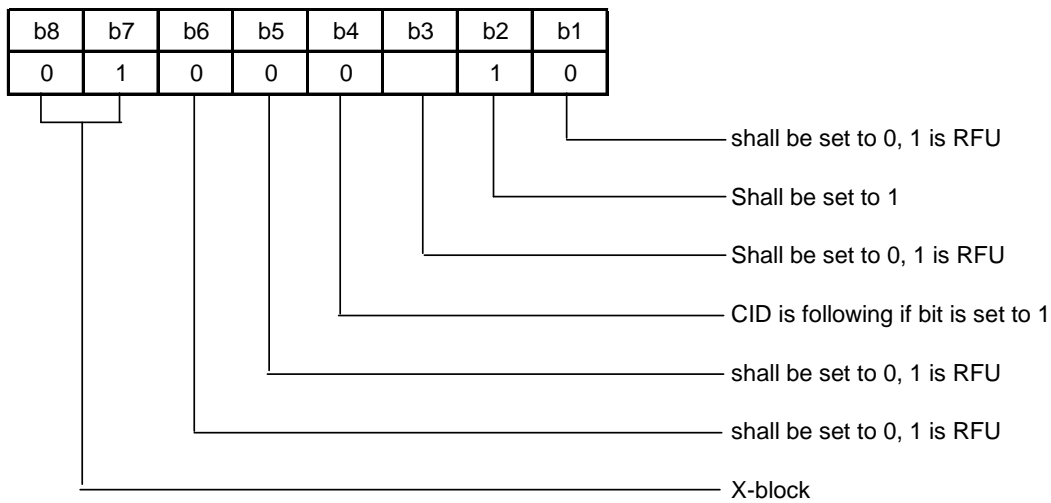 b8 b7 b6 b5 b4 b3 b2 b1
0 1 0 0 0 1 0
shall be set to 0, 1 is RFU
Shall be set to 1
Shall be set to 0, 1 is RFU
CID is following if bit is set to 1
shall be set to 0, 1 is RFU
shall be set to 0, 1 is RFU
X-block